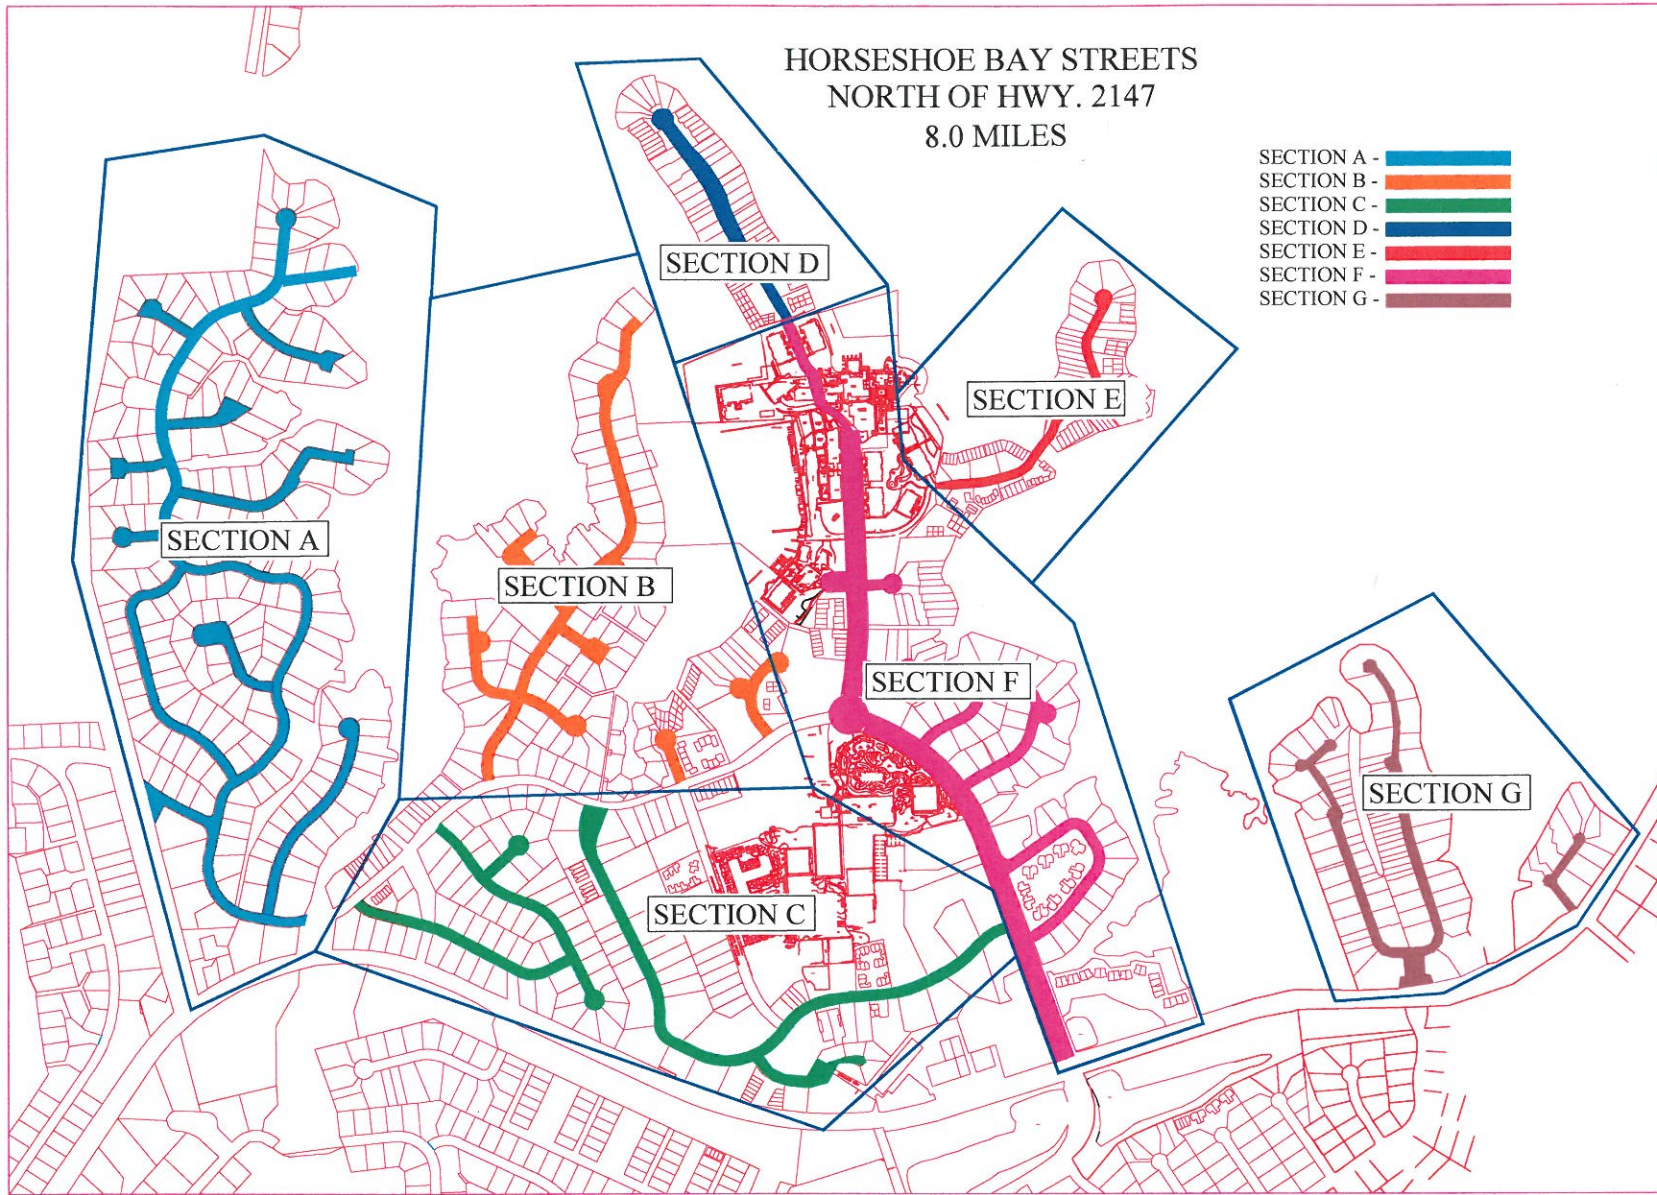 HORSESHOE BAY STREETS
NORTH OF HWY. 2147
8.0 MILES
SECTION A -
SECTION B -
SECTION C -
SECTION D -
SECTION E -
SECTION F -
SECTION G -
SECTION D
SECTION E
SECTION A
SECTION B
SECTION F
SECTION G
SECTION C